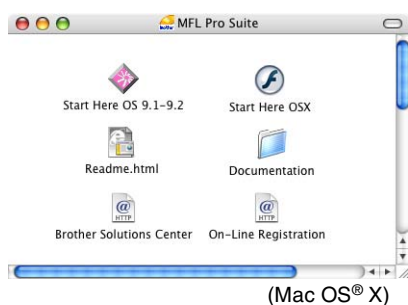 MFL Pro Suite
Start Here OS 9.1-9.2
Start Here OSX
Readme.html
Documentation
@
HTTP
@
HTTP
Brother Solutions Center
On-Line Registration
(Mac OS® X)